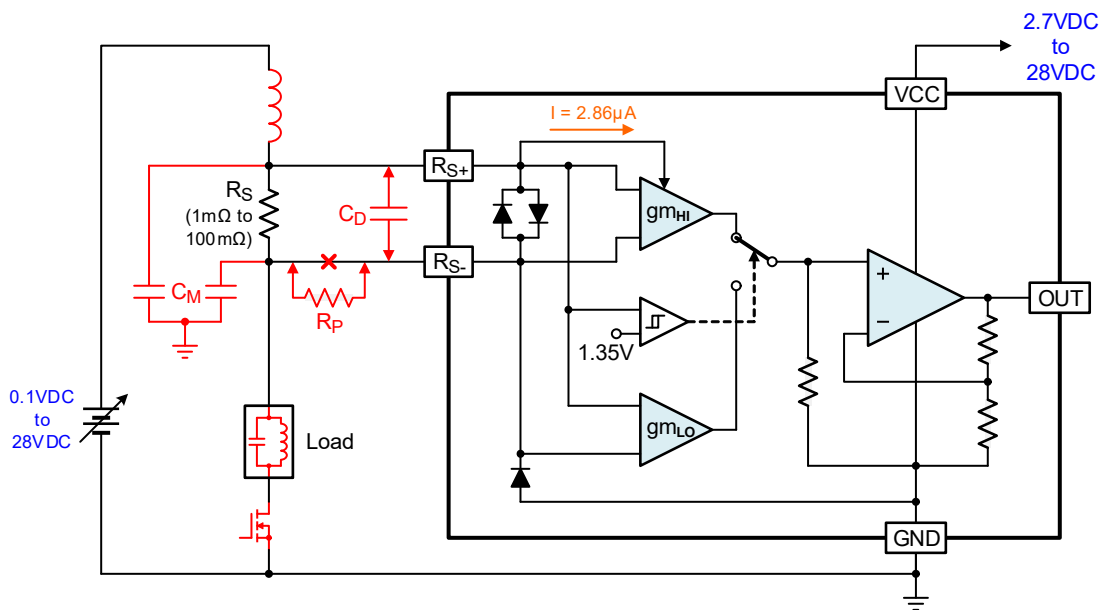 2.7VDC
to
28VDC
VCC
I = 2.86µA
RS+
gmHI
RS
(1mΩ to
100mΩ)
CD
RS-
CM
RP
1.35V
+
−
OUT
0.1VDC
to
28VDC
Load
gmLO
GND